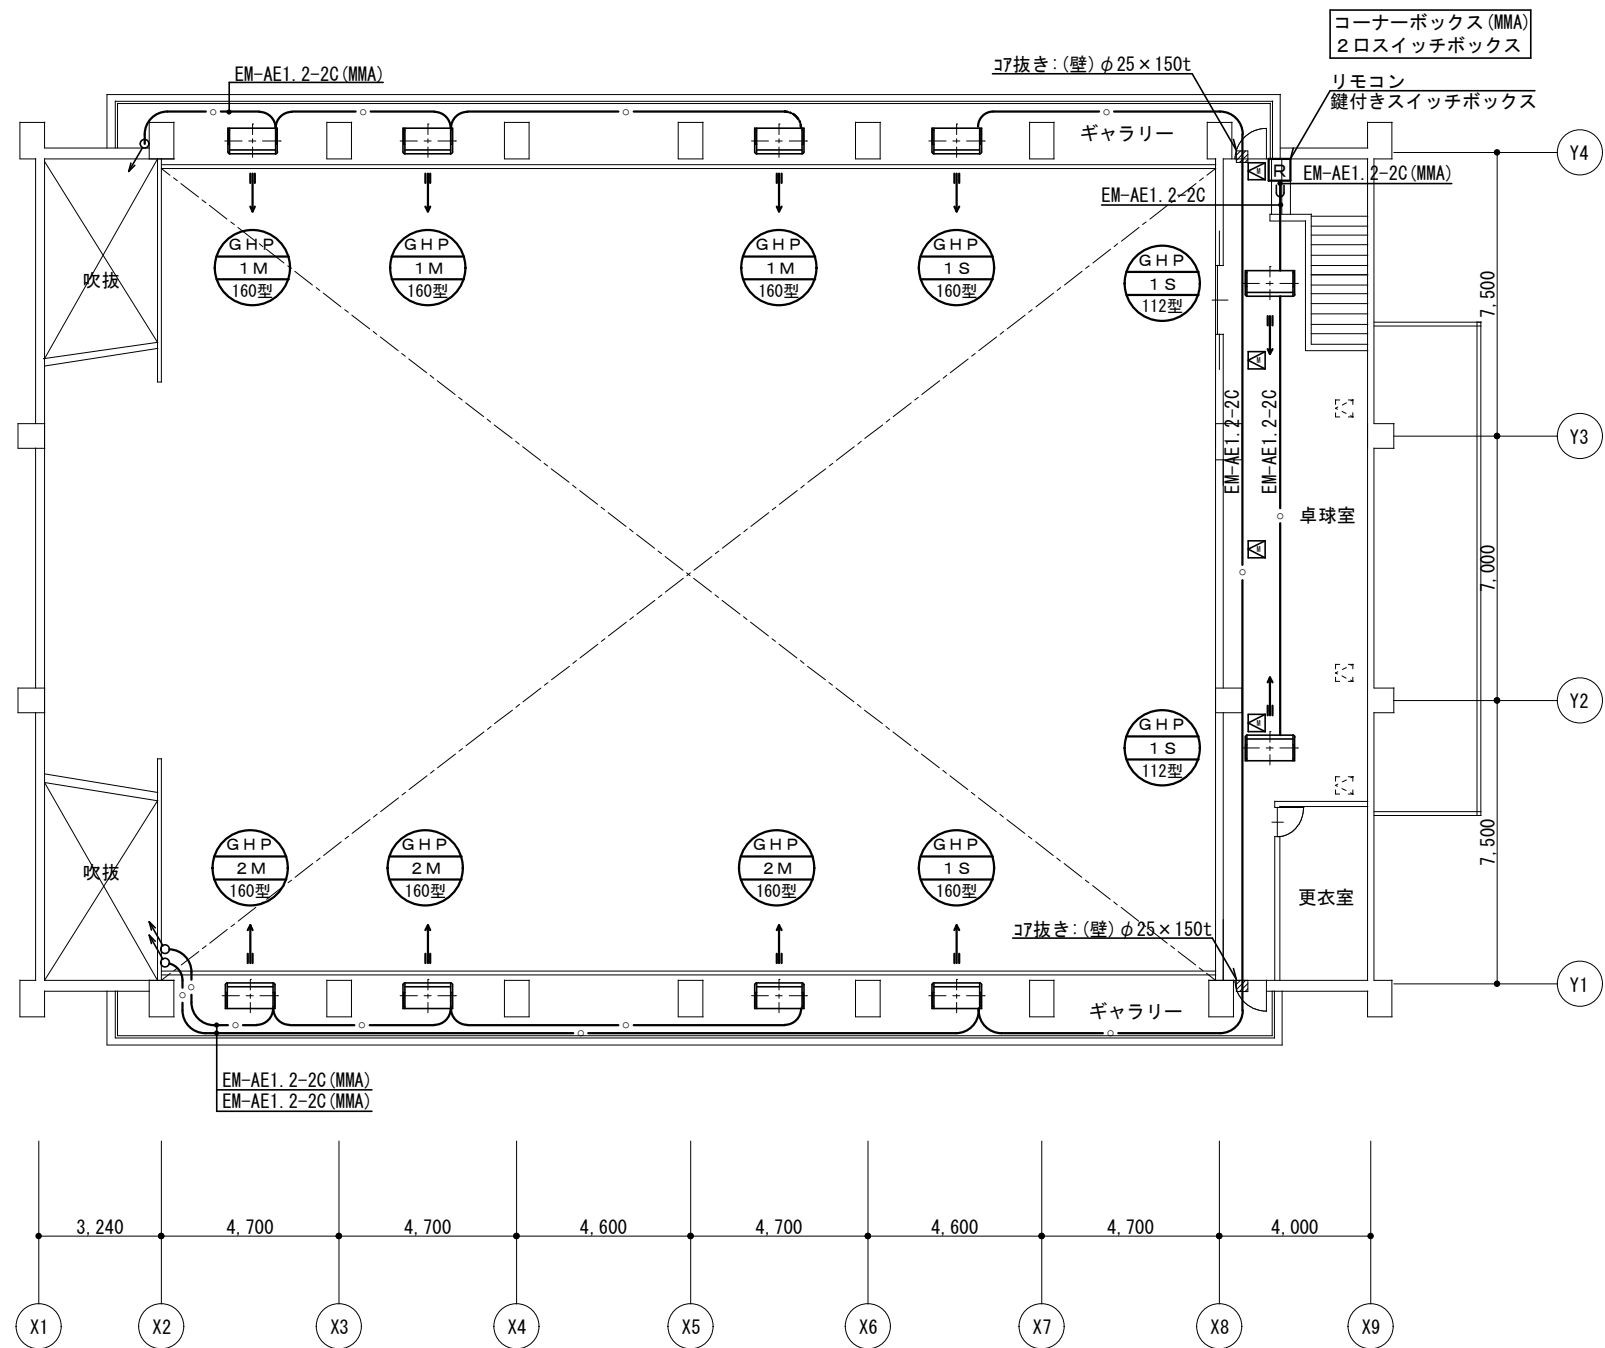 コーナーボックス(MMA)
２口スイッチボックス
リモコン
鍵付きスイッチボックス
EM-AE1.2-2C(MMA)
ｺｱ抜き:(壁)φ25×150t
ギャラリー
Y4
R
EM-AE1.2-2C(MMA)
EM-AE1.2-2C
吹抜
GHP
1M
160型
GHP
1M
160型
GHP
1M
160型
GHP
1S
160型
GHP
1S
112型
7,500
EM-AE1.2-2C
EM-AE1.2-2C
Y3
卓球室
7,000
Y2
GHP
1S
112型
7,500
吹抜
GHP
2M
160型
GHP
2M
160型
GHP
2M
160型
GHP
1S
160型
更衣室
ｺｱ抜き:(壁)φ25×150t
Y1
ギャラリー
EM-AE1.2-2C(MMA)
EM-AE1.2-2C(MMA)
3,240
4,700
4,700
4,600
4,700
4,600
4,700
4,000
X1
X2
X3
X4
X5
X6
X7
X8
X9